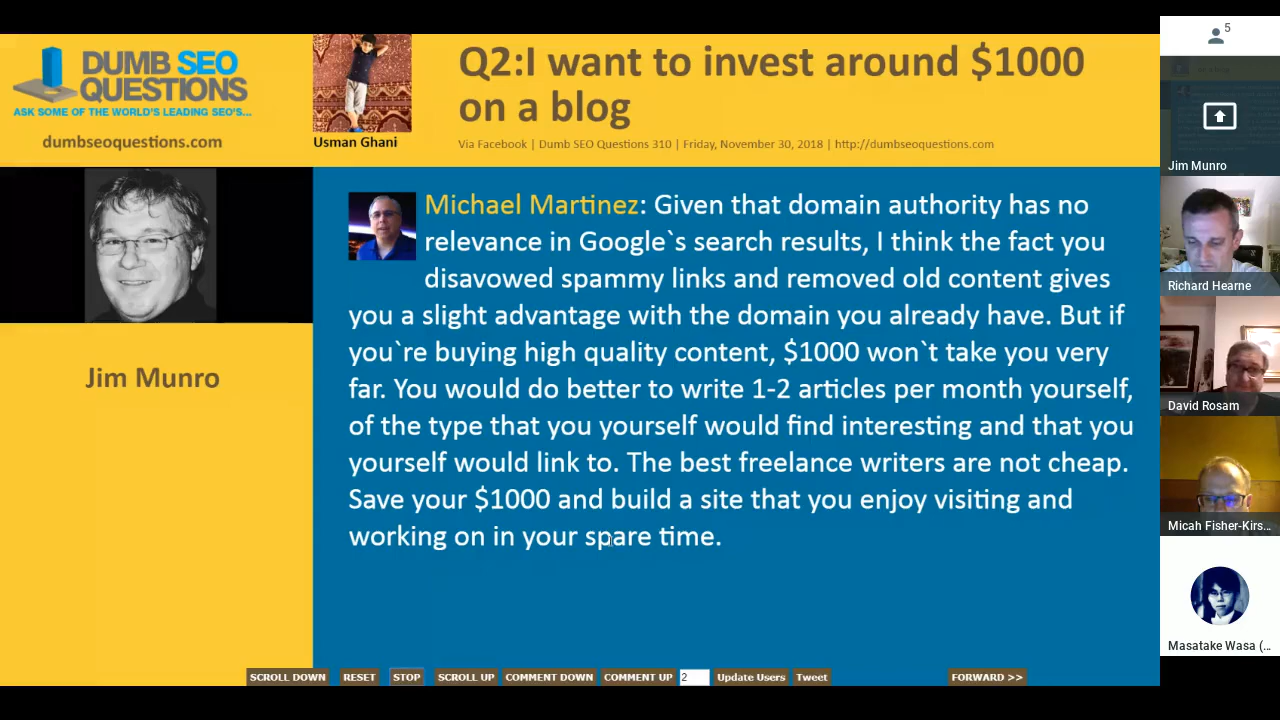 DUMB SEO
QUESTIONS
ASK SOME OF THE WORLD'S LEADING SEO'S...
dumbseoquestions.com
Usman Ghani
Q2:I want to invest around $1000
on a blog
Via Facebook | Dumb SEO Questions 310 | Friday, November 30, 2018 | http://dumbseoquestions.com
Jim Munro
Michael Martinez: Given that domain authority has no
relevance in Google`s search results, I think the fact you
disavowed spammy links and removed old content gives
you a slight advantage with the domain you already have. But if
you`re buying high quality content, $1000 won`t take you very
far. You would do better to write 1-2 articles per month yourself,
of the type that you yourself would find interesting and that you
yourself would link to. The best freelance writers are not cheap.
Save your $1000 and build a site that you enjoy visiting and
working on in your spare time.
SCROLL DOWN RESET STOP SCROLL UP COMMENT DOWN COMMENT UP 2 Update Users Tweet FORWARD >>
5
Jim Munro
Richard Hearne
David Rosam
Micah Fisher-Kirs...
Masatake Wasa (...